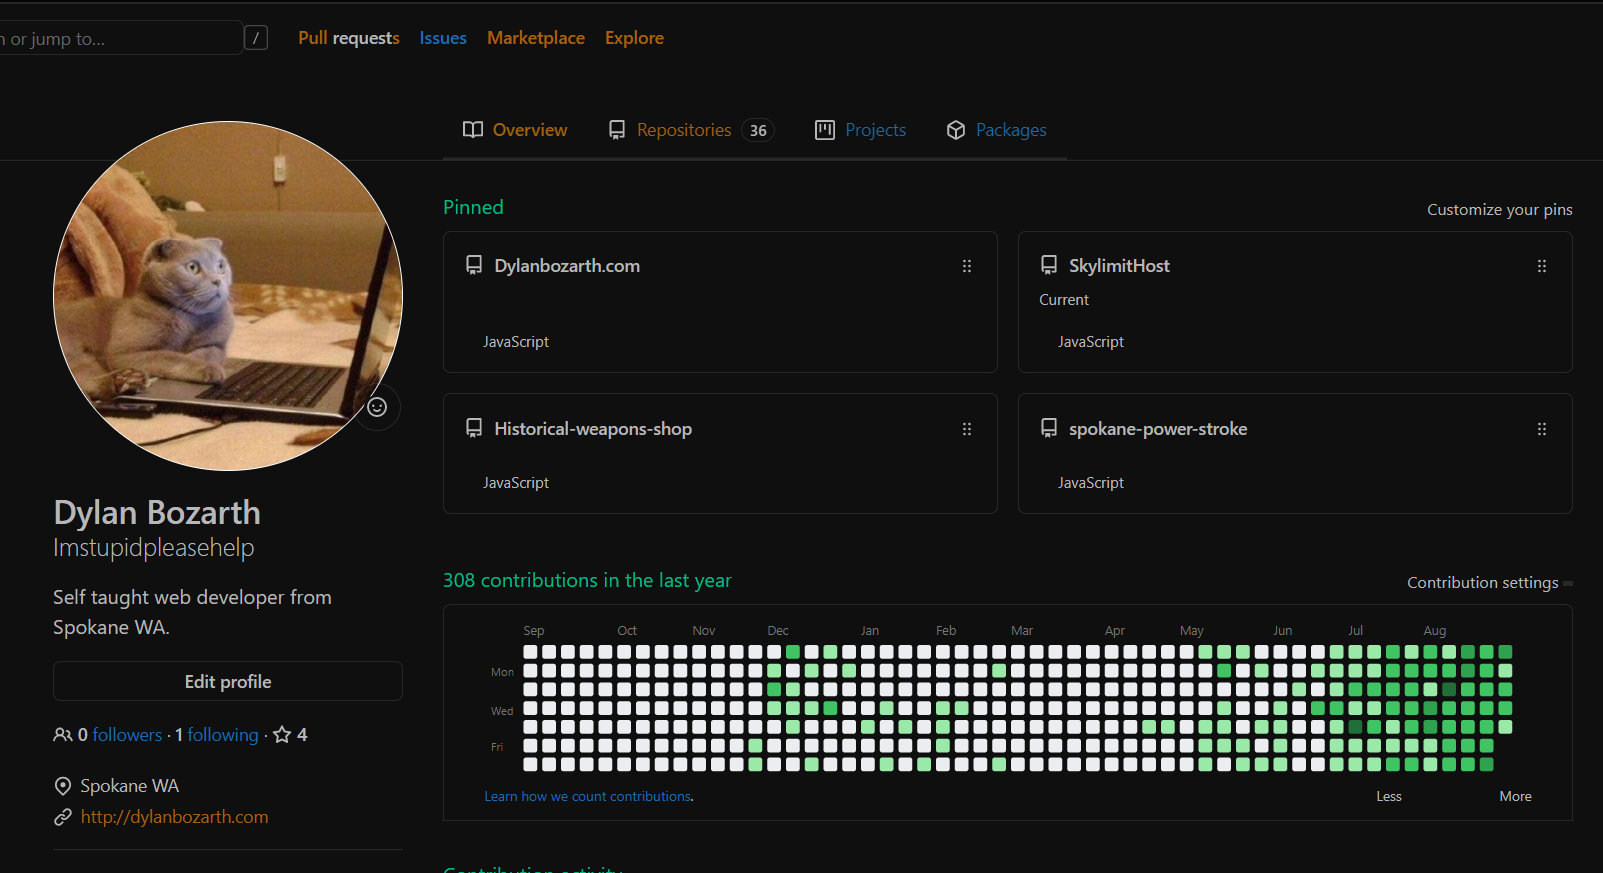 or jump to...
/
Pull requests
Issues
Marketplace
Explore
Overview
Repositories 36
Projects
Packages
Pinned
Customize your pins
Dylanbozarth.com
JavaScript
SkylimitHost
Current
JavaScript
Historical-weapons-shop
JavaScript
spokane-power-stroke
JavaScript
Dylan Bozarth
Imstupidpleasehelp
Self taught web developer from
Spokane WA.
Edit profile
0 followers · 1 following · 4
Spokane WA
http://dylanbozarth.com
308 contributions in the last year
Contribution settings
Sep Oct Nov Dec Jan Feb Mar Apr May Jun Jul Aug
Mon
Wed
Fri
Learn how we count contributions.
Less More
Contribution activity